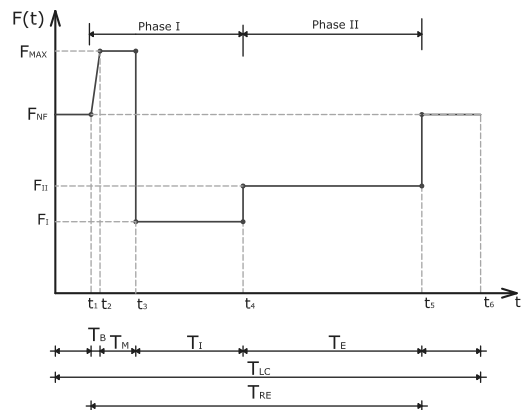 F(t)
Phase I
Phase II
FMAX
FNF
FII
FI
t1 t2 t3 t4 t5 t6 t
TB
TM TI TE
TLC
TRE